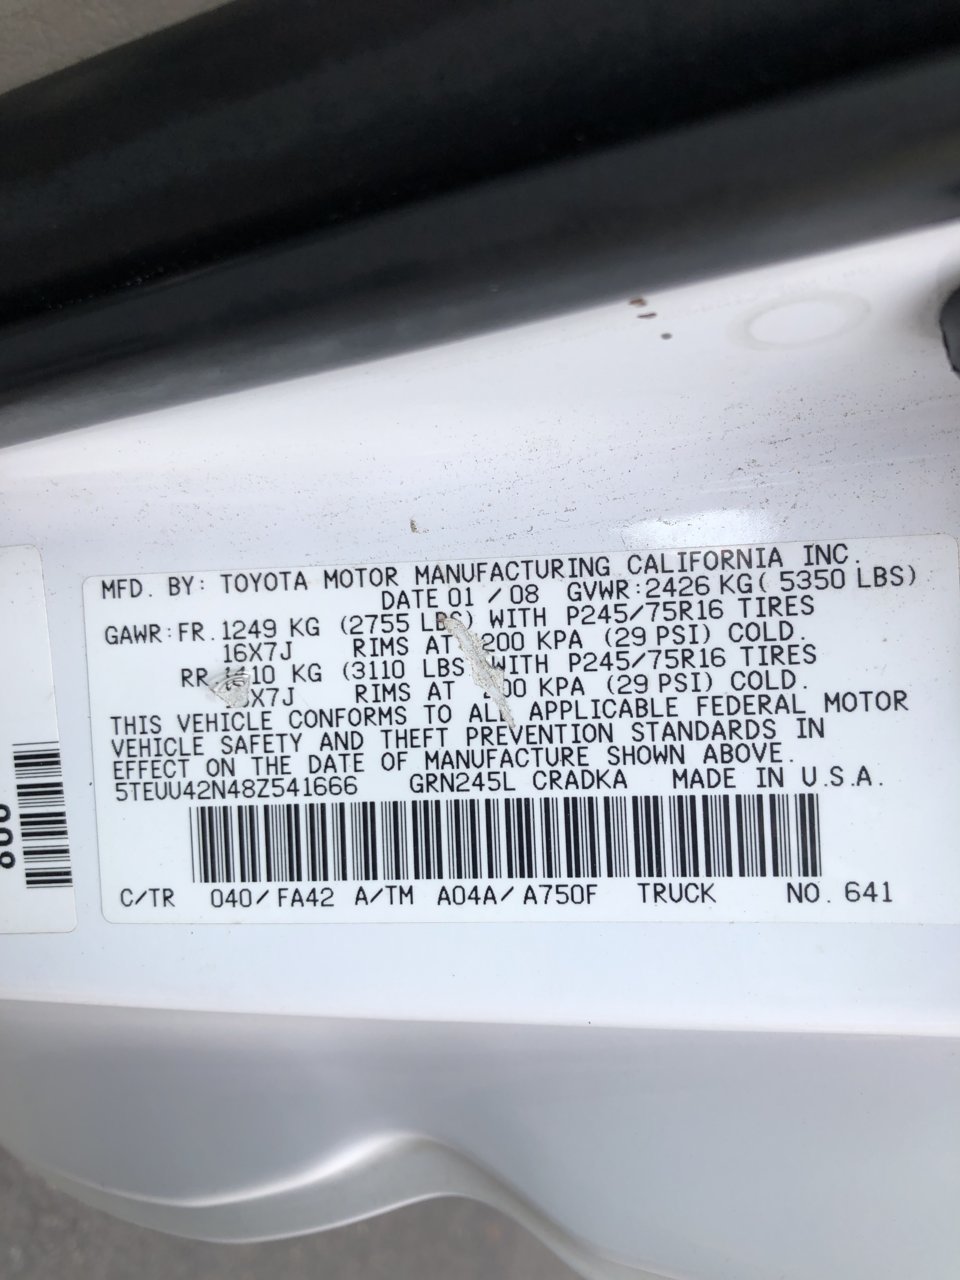 MFD. BY: TOYOTA MOTOR MANUFACTURING CALIFORNIA INC.
DATE 01 / 08 GVWR:2426 KG( 5350 LBS)
GAWR:FR. 1249 KG (2755 LBS) WITH P245/75R16 TIRES
16X7J RIMS AT 200 KPA (29 PSI) COLD.
RR KG (3110 LBS WITH P245/75R16 TIRES
RIMS AT KPA (29 PSI) COLD.
THIS VEHICLE CONFORMS TO ALL APPLICABLE FEDERAL MOTOR
VEHICLE SAFETY AND THEFT PREVENTION STANDARDS IN
EFFECT ON THE DATE OF MANUFACTURE SHOWN ABOVE.
5TEUU42N48Z541666 GRN245L CRADKA MADE IN U.S.A.
C/TR 040/FA42 A/TM A04A/A750F TRUCK NO. 641